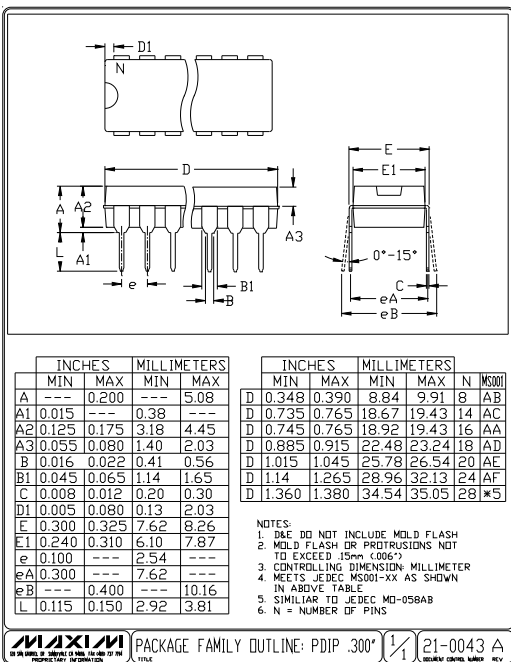 D1
N
D
A
A2
A1
L
A3
e
B1
B
E
E1
0°-15°
C
eA
eB
INCHES MILLIMETERS
MIN MAX MIN MAX
A --- 0.200 --- 5.08
A1 0.015 --- 0.38 ---
A2 0.125 0.175 3.18 4.45
A3 0.055 0.080 1.40 2.03
B 0.016 0.022 0.41 0.56
B1 0.045 0.065 1.14 1.65
C 0.008 0.012 0.20 0.30
D1 0.005 0.080 0.13 2.03
E 0.300 0.325 7.62 8.26
E1 0.240 0.310 6.10 7.87
e 0.100 --- 2.54 ---
eA 0.300 --- 7.62 ---
eB --- 0.400 --- 10.16
L 0.115 0.150 2.92 3.81
INCHES MILLIMETERS
MIN MAX MIN MAX N MS001
D 0.348 0.390 8.84 9.91 8 AB
D 0.735 0.765 18.67 19.43 14 AC
D 0.745 0.765 18.92 19.43 16 AA
D 0.885 0.915 22.48 23.24 18 AD
D 1.015 1.045 25.78 26.54 20 AE
D 1.14 1.265 28.96 32.13 24 AF
D 1.360 1.380 34.54 35.05 28 *5
NOTES:
1. D&E DO NOT INCLUDE MOLD FLASH
2. MOLD FLASH OR PROTRUSIONS NOT
TO EXCEED .15mm (.006")
3. CONTROLLING DIMENSION: MILLIMETER
4. MEETS JEDEC MS001-XX AS SHOWN
IN ABOVE TABLE
5. SIMILIAR TO JEDEC MO-058AB
6. N = NUMBER OF PINS
MAXIM
PROPRIETARY INFORMATION
PACKAGE FAMILY OUTLINE: PDIP .300"
TITLE
1/1
21-0043 A
DOCUMENT CONTROL NUMBER REV